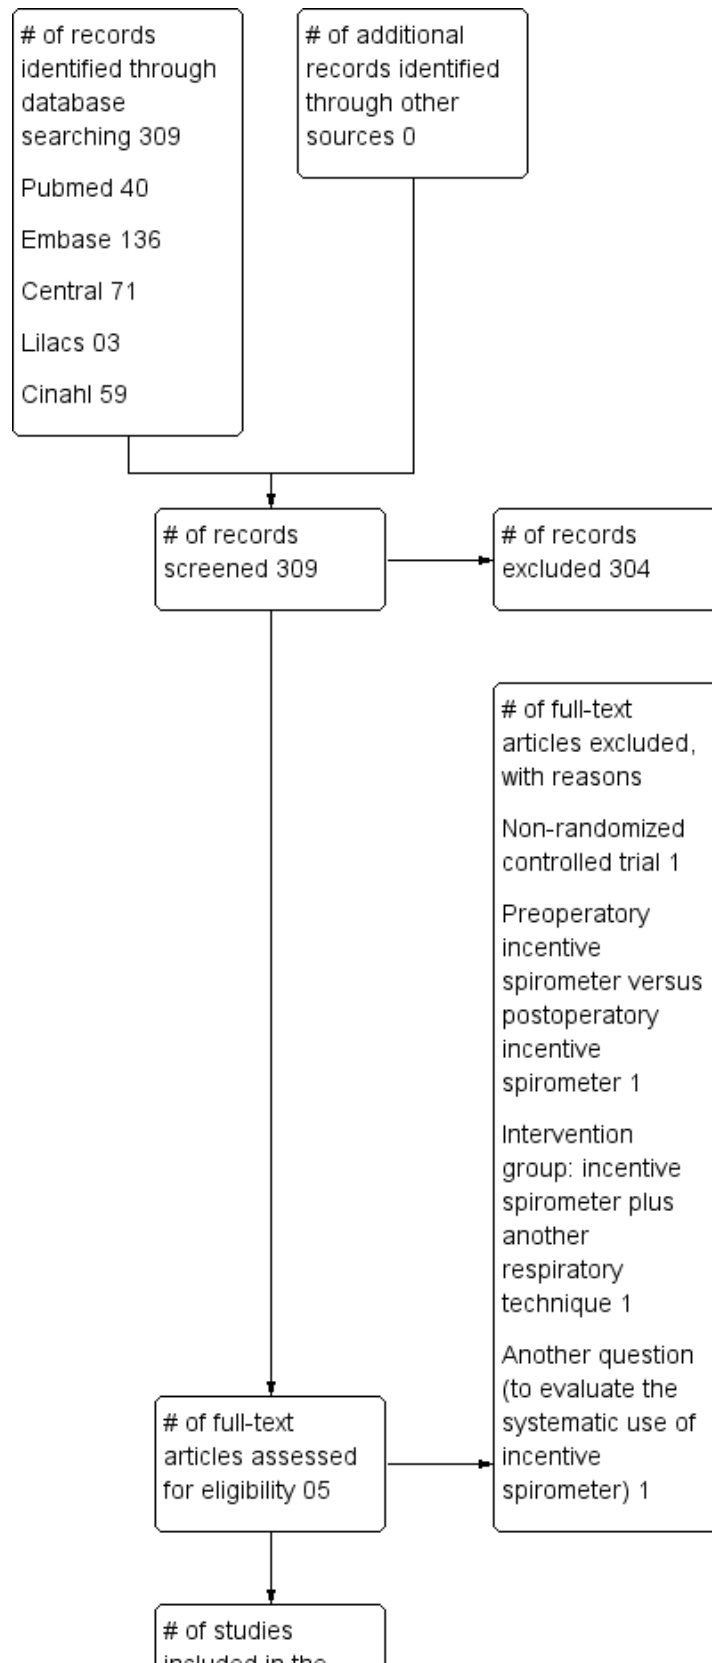 # of records
identified through
database
searching 309
Pubmed 40
Embase 136
Central 71
Lilacs 03
Cinahl 59
# of additional
records identified
through other
sources 0
# of records
screened 309
# of records
excluded 304
# of full-text
articles excluded,
with reasons
Non-randomized
controlled trial 1
Preoperatory
incentive
spirometer versus
postoperatory
incentive
spirometer 1
Intervention
group: incentive
spirometer plus
another
respiratory
technique 1
Another question
(to evaluate the
systematic use of
incentive
spirometer) 1
# of full-text
articles assessed
for eligibility 05
# of studies
included in the